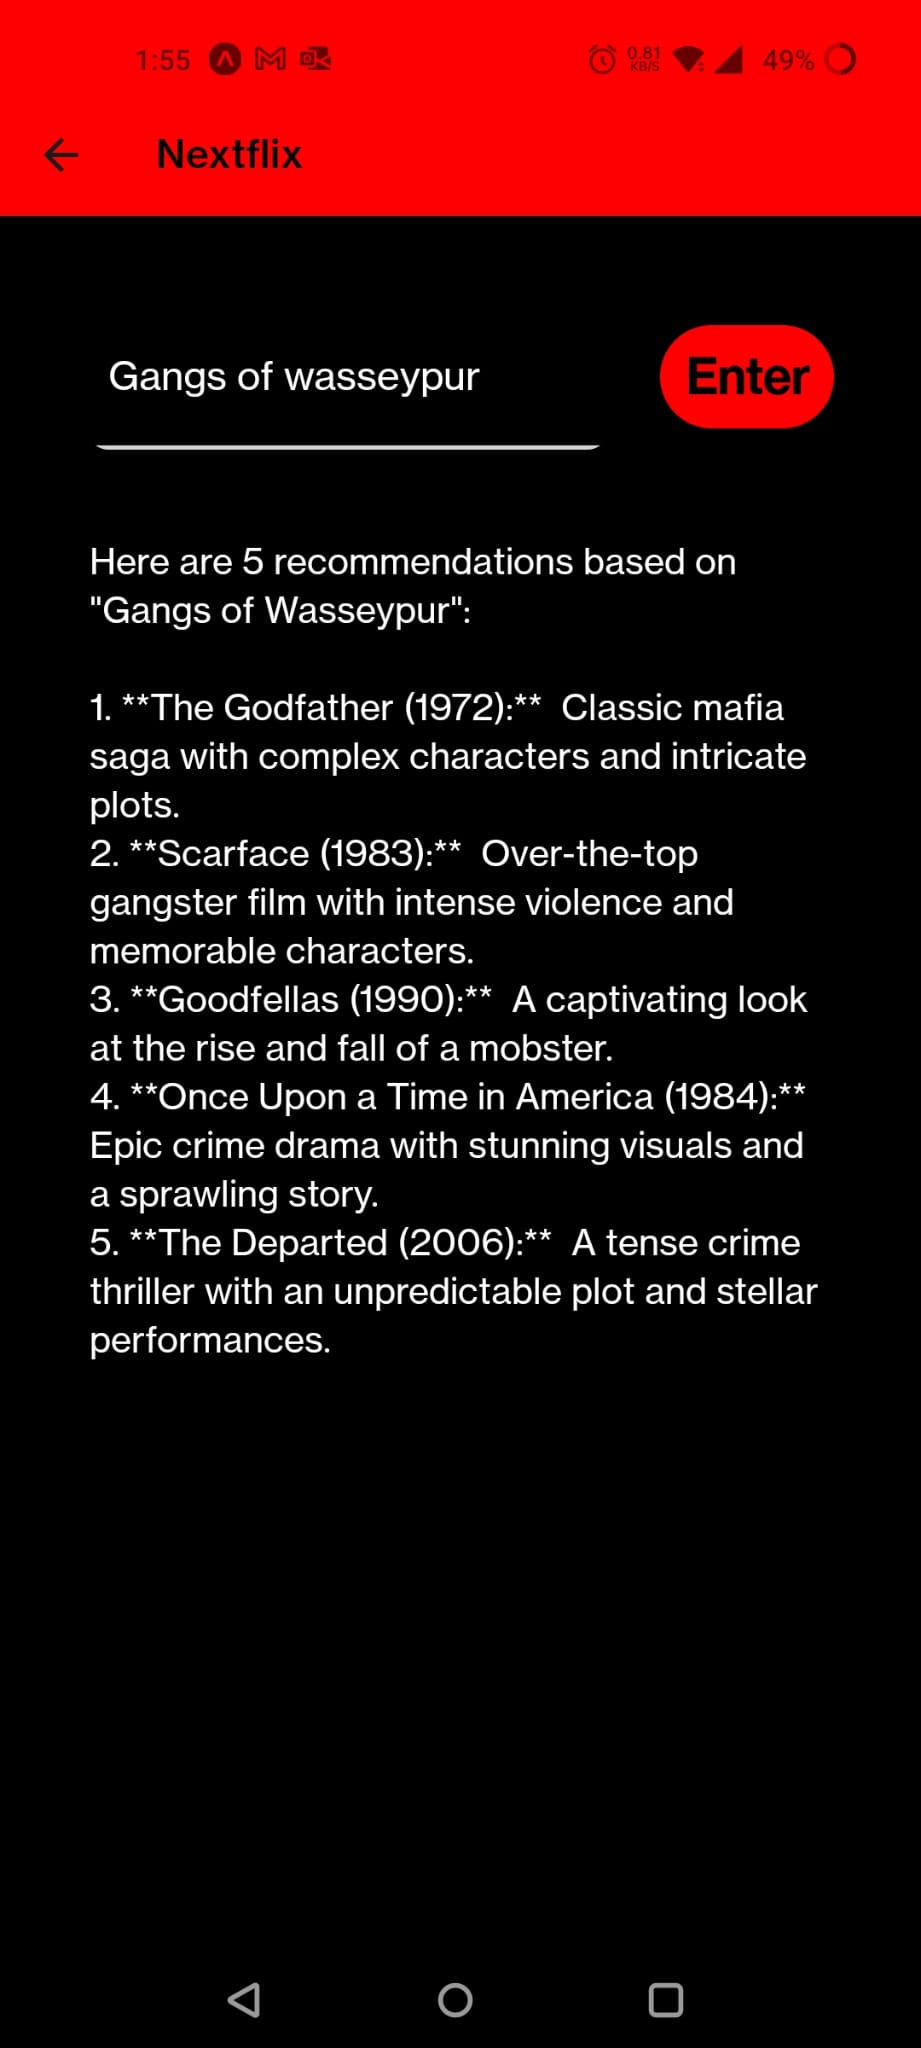 1:55
0.81
KB/S
49%
Nextflix
Gangs of wasseypur
Enter
Here are 5 recommendations based on
"Gangs of Wasseypur":
1. **The Godfather (1972):**  Classic mafia
saga with complex characters and intricate
plots.
2. **Scarface (1983):**  Over-the-top
gangster film with intense violence and
memorable characters.
3. **Goodfellas (1990):**  A captivating look
at the rise and fall of a mobster.
4. **Once Upon a Time in America (1984):**
Epic crime drama with stunning visuals and
a sprawling story.
5. **The Departed (2006):**  A tense crime
thriller with an unpredictable plot and stellar
performances.